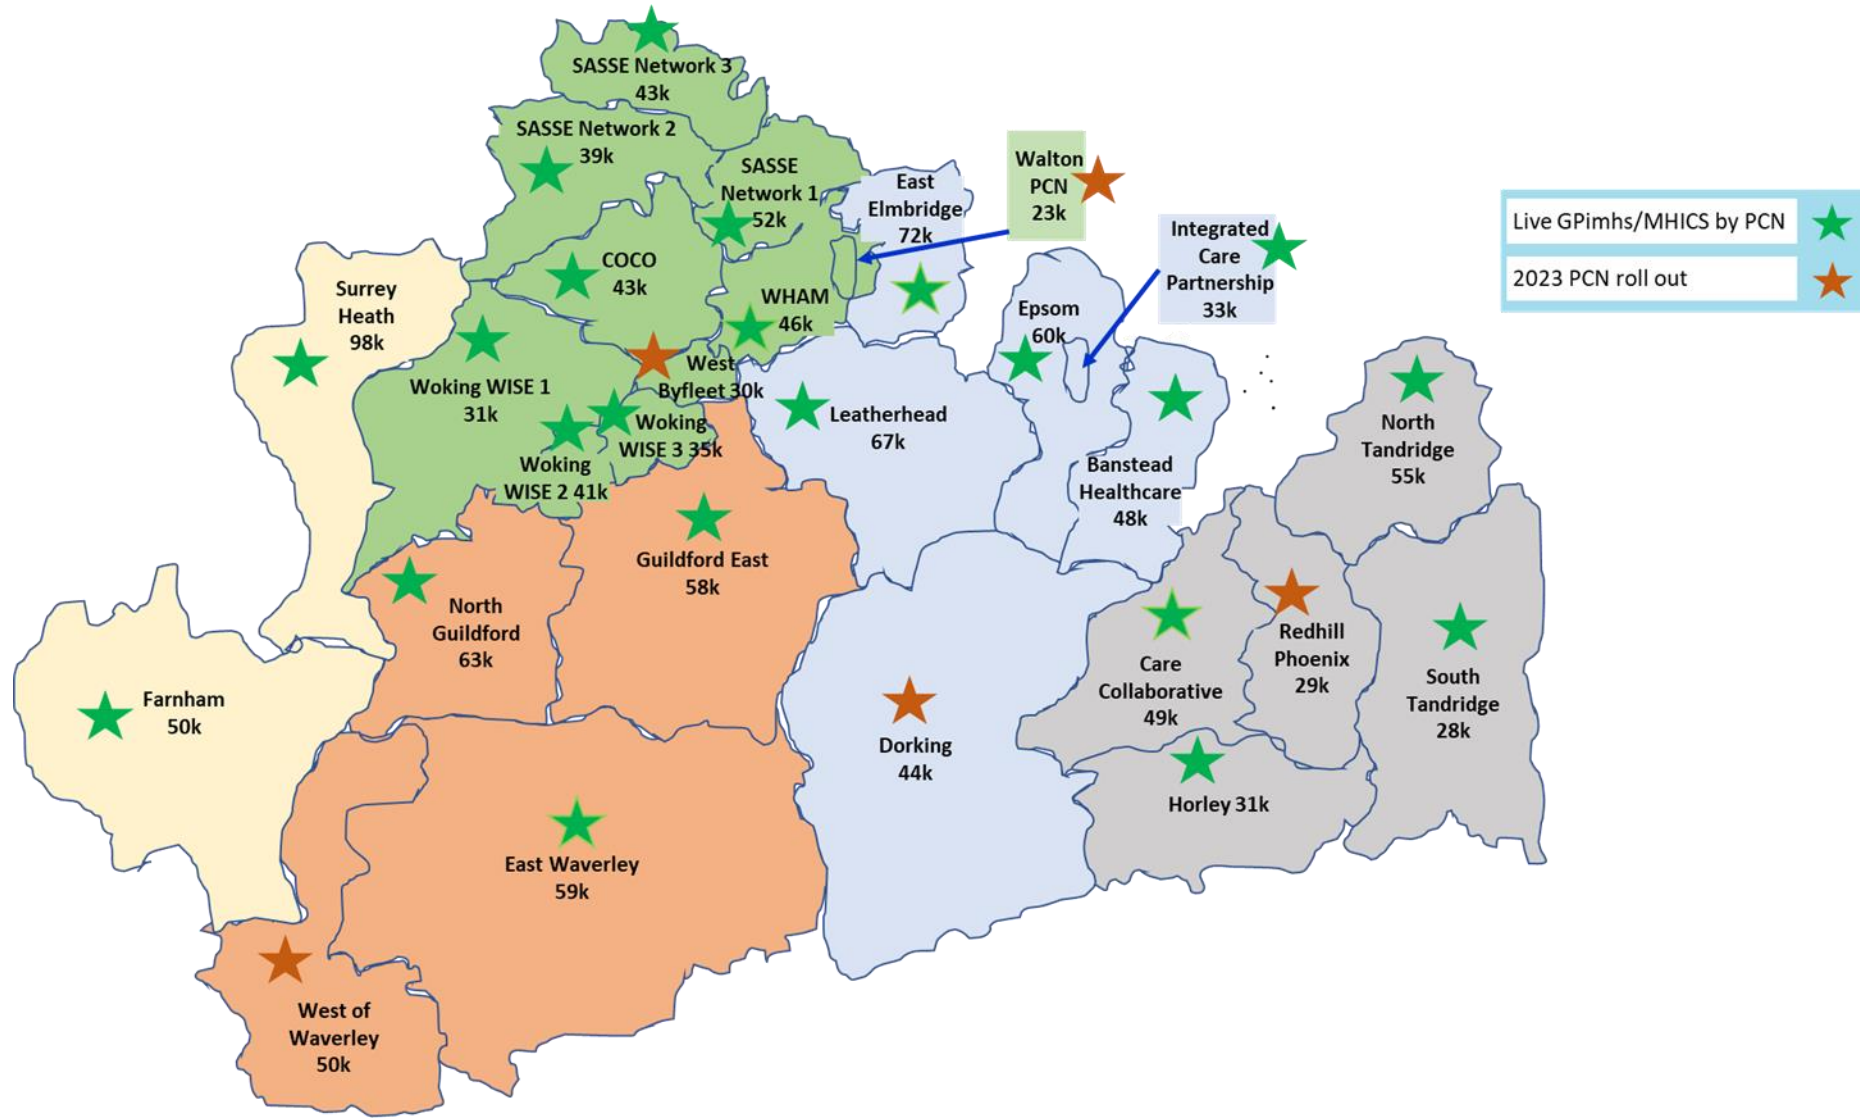 SASSE Network 3
43k
SASSE Network 2
39k
SASSE
Network 1
52k
Walton
PCN
23k
East
Elmbridge
72k
Integrated
Care
Partnership
33k
Live GPimhs/MHICS by PCN
2023 PCN roll out
COCO
43k
Surrey
Heath
98k
WHAM
46k
Epsom
60k
West
Byfleet 30k
Woking WISE 1
31k
Leatherhead
67k
Woking
WISE 3 35k
Woking
WISE 2 41k
North
Tandridge
55k
Banstead
Healthcare
48k
Guildford East
58k
North
Guildford
63k
Redhill
Phoenix
29k
Care
Collaborative
49k
South
Tandridge
28k
Farnham
50k
Dorking
44k
Horley 31k
East Waverley
59k
West of
Waverley
50k